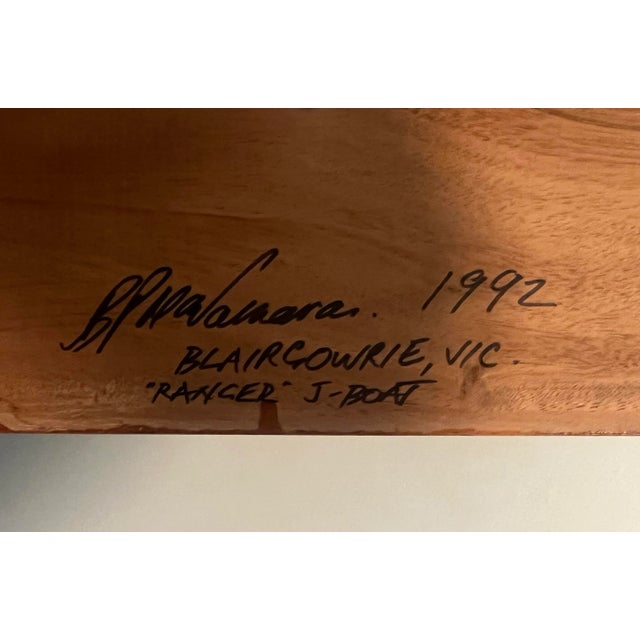 1992
BLAIRGOWRIE, VIC.
"RANGER" J-BOAT